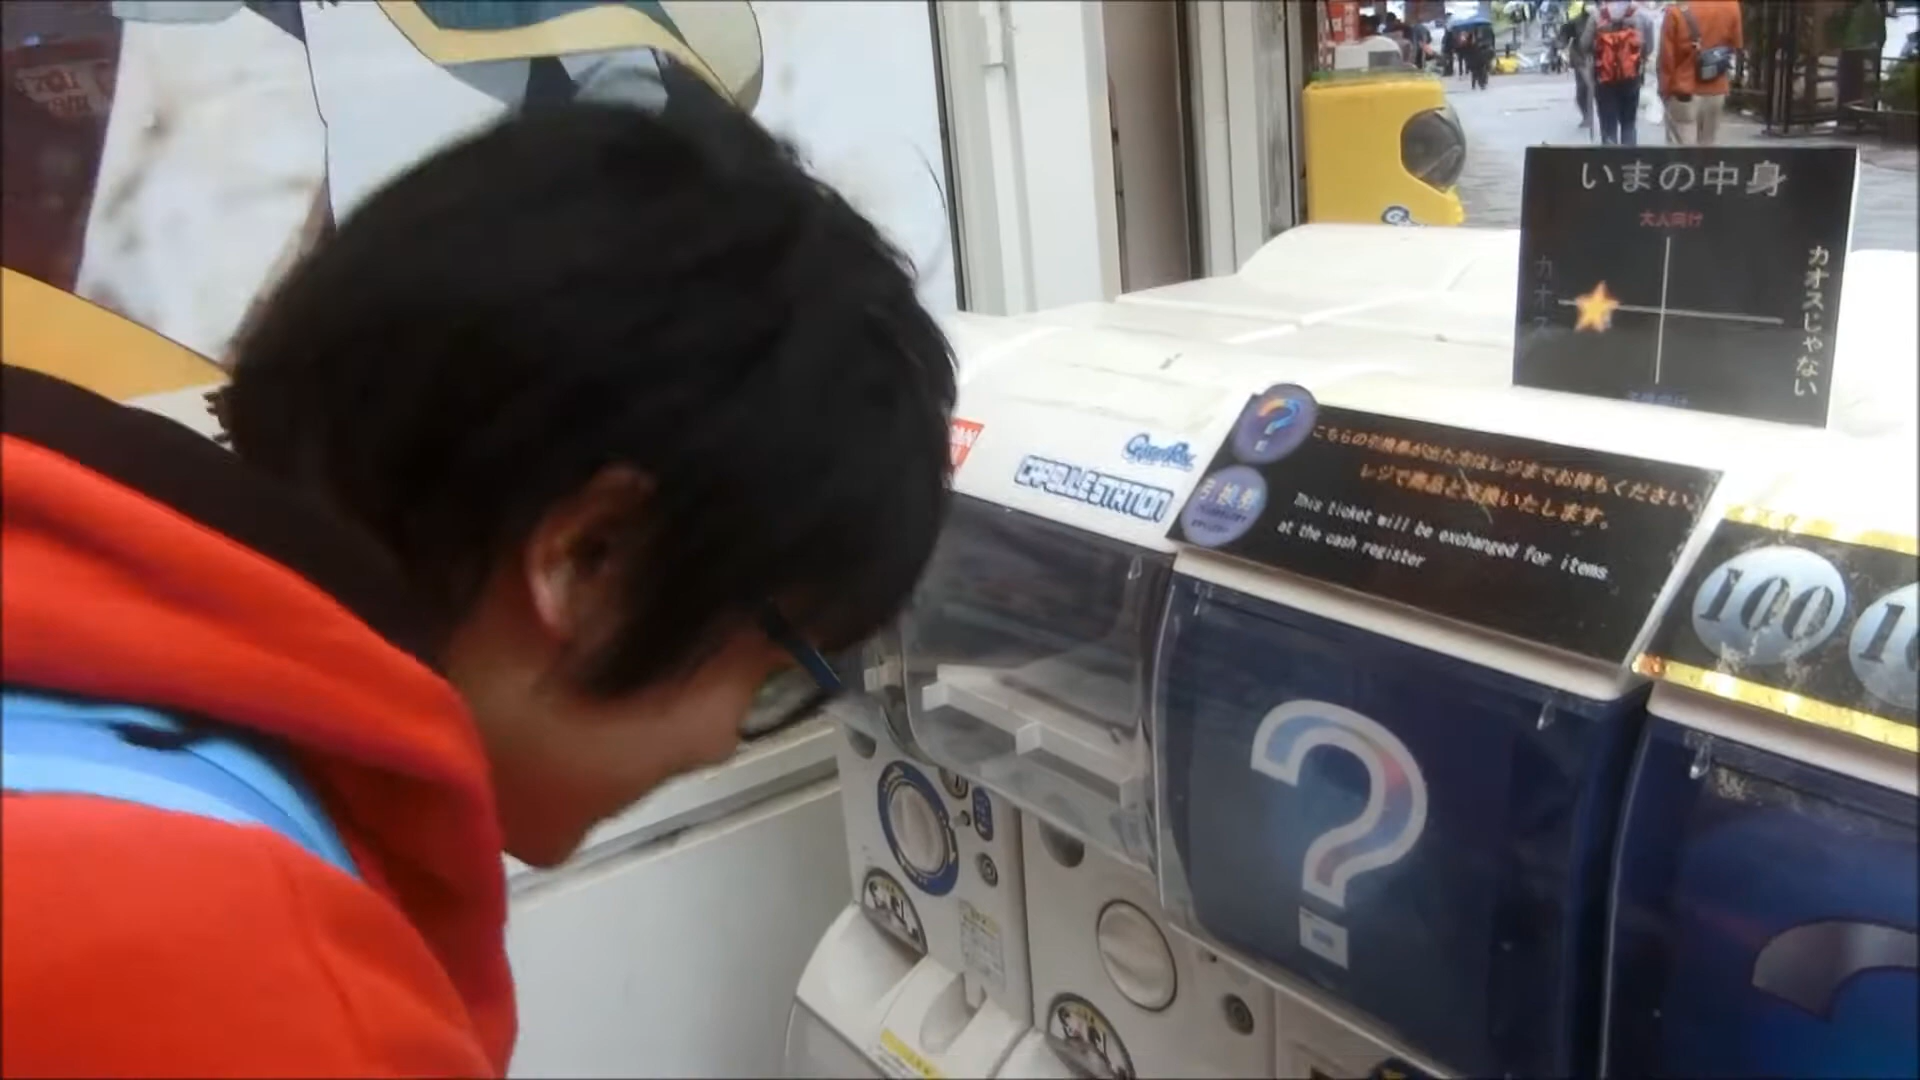 いまの中身
大人向け
カオス
カオスじゃない
こちらの引換券が出た方はレジまでお持ちください。
レジで商品と交換いたします。
This ticket will be exchanged for items
at the cash register
?
引換券
CAPSULE STATION
100
?